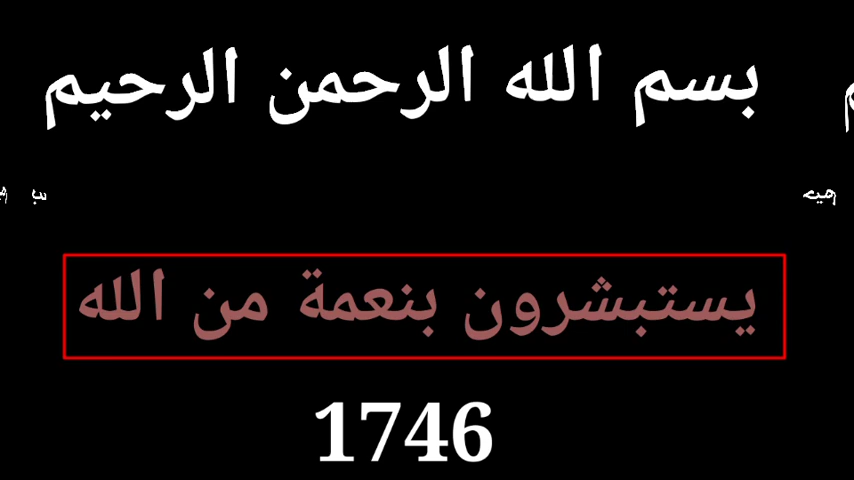 بسم الله الرحمن الرحيم
يستبشرون بنعمة من الله
1746